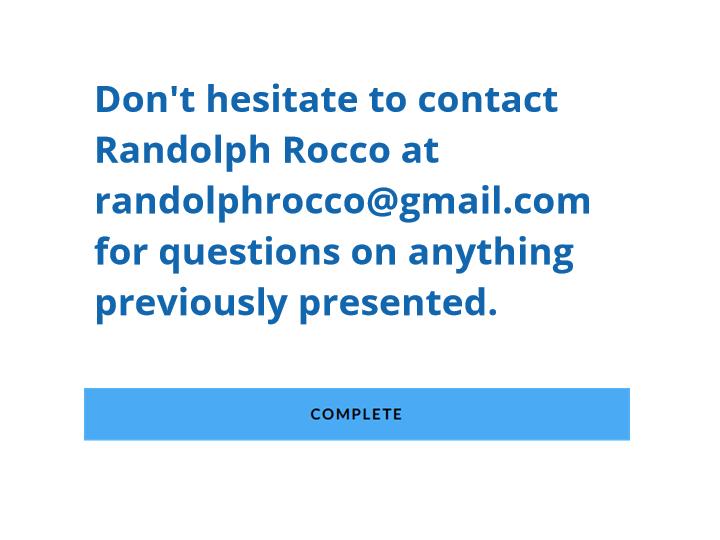 Don't hesitate to contact
Randolph Rocco at
randolphrocco@gmail.com
for questions on anything
previously presented.
COMPLETE